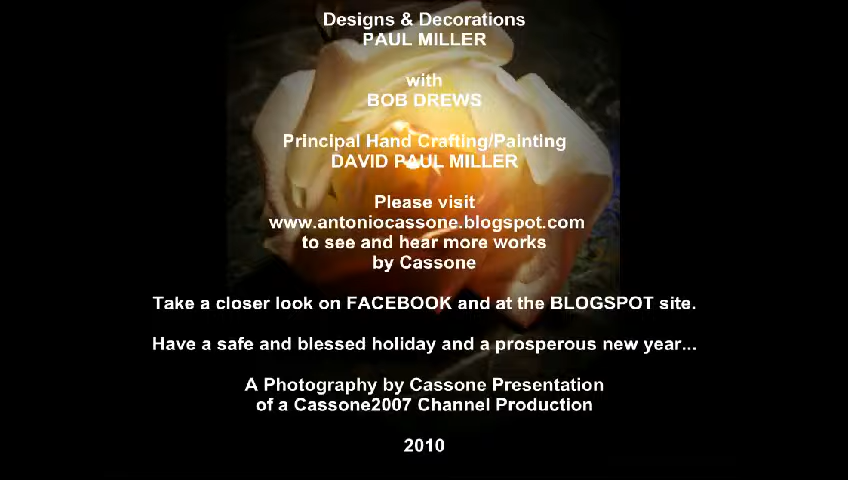 Designs & Decorations
PAUL MILLER
with
BOB DREWS
Principal Hand Crafting/Painting
DAVID PAUL MILLER
Please visit
www.antoniocassone.blogspot.com
to see and hear more works
by Cassone
Take a closer look on FACEBOOK and at the BLOGSPOT site.
Have a safe and blessed holiday and a prosperous new year...
A Photography by Cassone Presentation
of a Cassone2007 Channel Production
2010